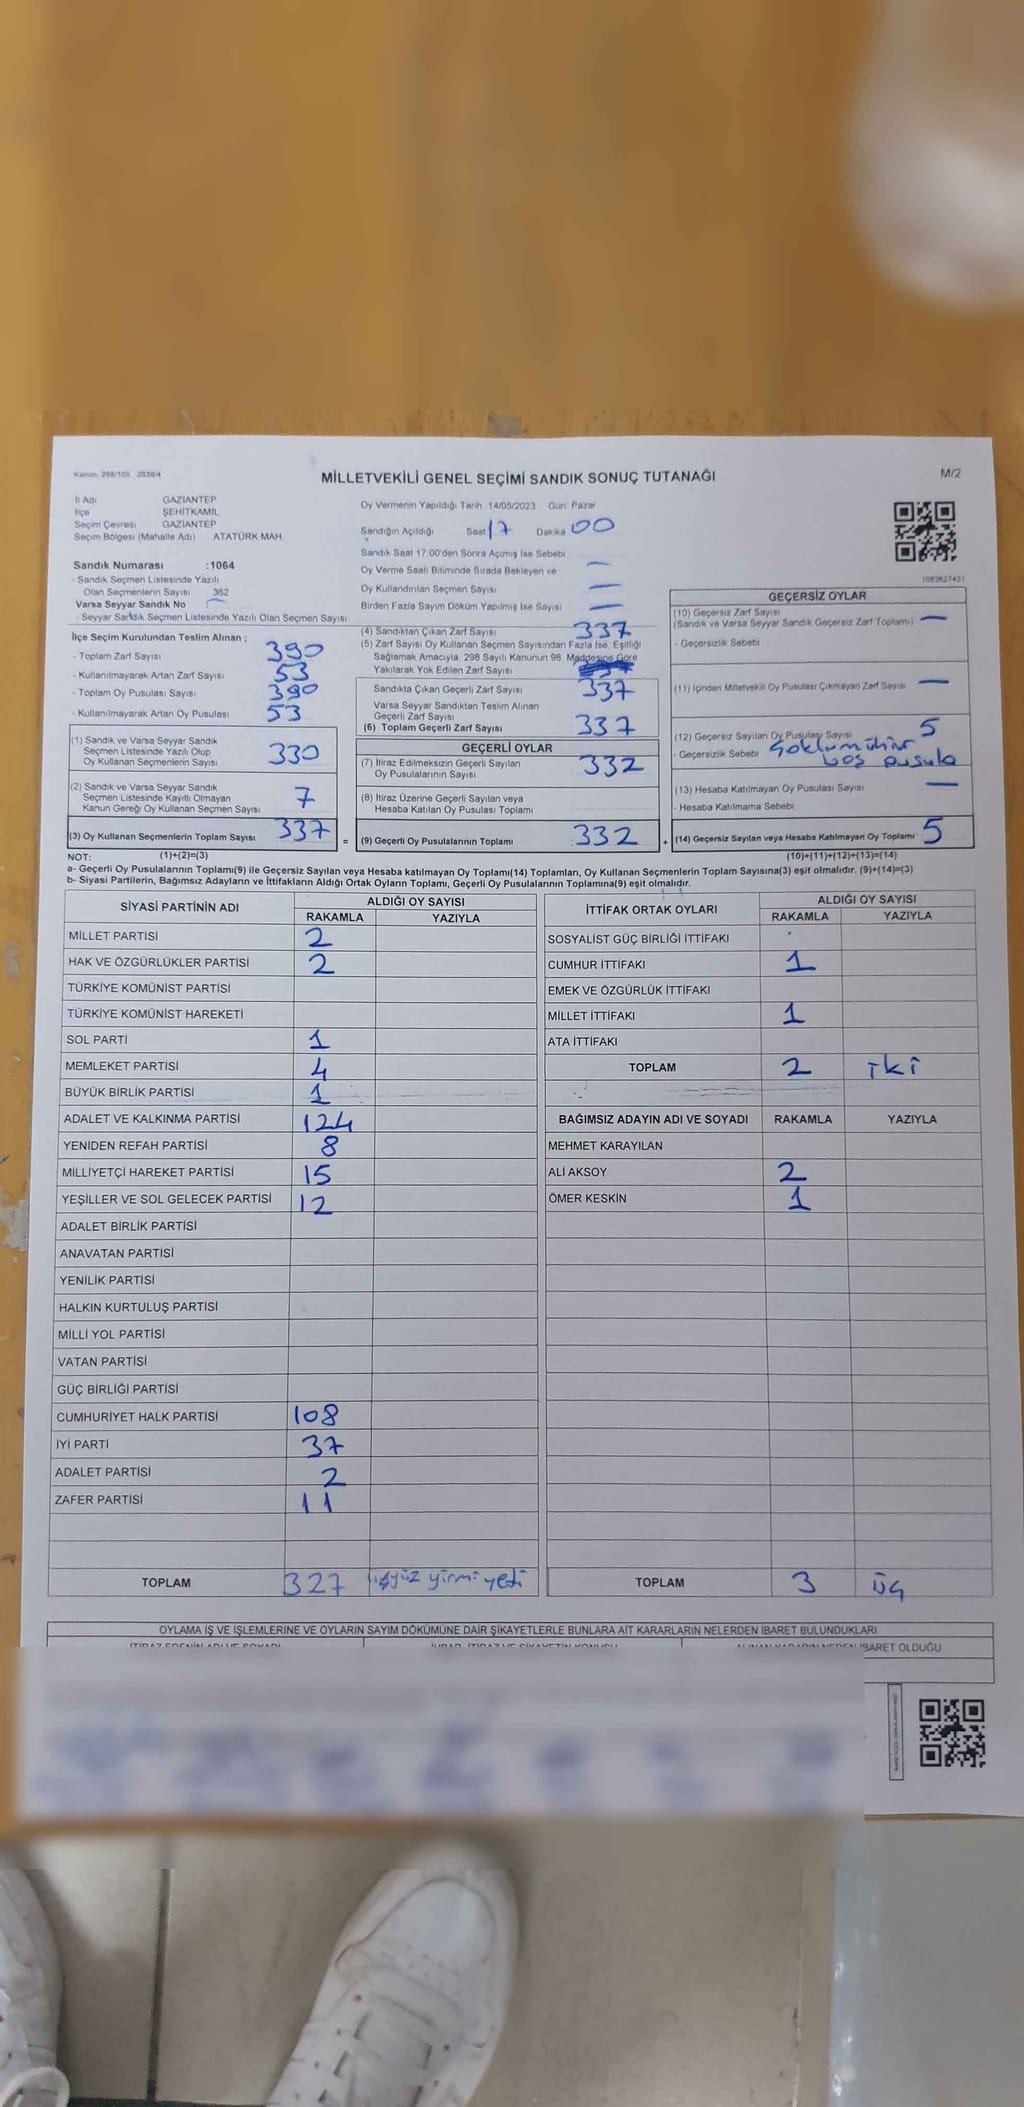 Kanun: 298/105 2839/4
MİLLETVEKİLİ GENEL SEÇİMİ SANDIK SONUÇ TUTANAĞI
M/2
İl Adı GAZİANTEP
İlçe ŞEHİTKAMİL
Seçim Çevresi GAZİANTEP
Seçim Bölgesi (Mahalle Adı) ATATÜRK MAH.
Sandık Numarası :1064
- Sandık Seçmen Listesinde Yazılı
Olan Seçmenlerin Sayısı 362
Varsa Seyyar Sandık No —
- Seyyar Sandık Seçmen Listesinde Yazılı Olan Seçmen Sayısı
İlçe Seçim Kurulundan Teslim Alınan ;
- Toplam Zarf Sayısı 390
- Kullanılmayarak Artan Zarf Sayısı 53
- Toplam Oy Pusulası Sayısı 390
- Kullanılmayarak Artan Oy Pusulası 53
(1) Sandık ve Varsa Seyyar Sandık
Seçmen Listesinde Yazılı Olup
Oy Kullanan Seçmenlerin Sayısı 330
(2) Sandık ve Varsa Seyyar Sandık
Seçmen Listesinde Kayıtlı Olmayan
Kanun Gereği Oy Kullanan Seçmen Sayısı 7
(3) Oy Kullanan Seçmenlerin Toplam Sayısı 337 =
(1)+(2)=(3)
Oy Vermenin Yapıldığı Tarih 14/05/2023 Gün Pazar
Sandığın Açıldığı Saat 17 Dakika 00
Sandık Saat 17:00'den Sonra Açılmış İse Sebebi —
Oy Verme Saati Bitiminde Sırada Bekleyen ve
Oy Kullandırılan Seçmen Sayısı —
Birden Fazla Sayım Döküm Yapılmış İse Sayısı —
(4) Sandıktan Çıkan Zarf Sayısı 337
(5) Zarf Sayısı Oy Kullanan Seçmen Sayısından Fazla İse, Eşitliği
Sağlamak Amacıyla, 298 Sayılı Kanunun 98. Maddesine Göre
Yakılarak Yok Edilen Zarf Sayısı
Sandıkta Çıkan Geçerli Zarf Sayısı 337
Varsa Seyyar Sandıktan Teslim Alınan
Geçerli Zarf Sayısı
(6) Toplam Geçerli Zarf Sayısı 337
GEÇERLİ OYLAR
(7) İtiraz Edilmeksizin Geçerli Sayılan
Oy Pusulalarının Sayısı 332
(8) İtiraz Üzerine Geçerli Sayılan veya
Hesaba Katılan Oy Pusulası Toplamı
(9) Geçerli Oy Pusulalarının Toplamı 332 +
1083627431
GEÇERSİZ OYLAR
(10) Geçersiz Zarf Sayısı
(Sandık ve Varsa Seyyar Sandık Geçersiz Zarf Toplamı) —
- Geçersizlik Sebebi
(11) İçinden Milletvekili Oy Pusulası Çıkmayan Zarf Sayısı —
(12) Geçersiz Sayılan Oy Pusulası Sayısı 5
- Geçersizlik Sebebi Çoklu mühür
boş pusula
(13) Hesaba Katılmayan Oy Pusulası Sayısı —
- Hesaba Katılmama Sebebi
(14) Geçersiz Sayılan veya Hesaba Katılmayan Oy Toplamı 5
(10)+(11)+(12)+(13)=(14)
NOT:
a- Geçerli Oy Pusulalarının Toplamı(9) ile Geçersiz Sayılan veya Hesaba katılmayan Oy Toplamı(14) Toplamları, Oy Kullanan Seçmenlerin Toplam Sayısına(3) eşit olmalıdır. (9)+(14)=(3)
b- Siyasi Partilerin, Bağımsız Adayların ve İttifakların Aldığı Ortak Oyların Toplamı, Geçerli Oy Pusulalarının Toplamına(9) eşit olmalıdır.
SİYASİ PARTİNİN ADI ALDIĞI OY SAYISI
RAKAMLA YAZIYLA
MİLLET PARTİSİ 2
HAK VE ÖZGÜRLÜKLER PARTİSİ 2
TÜRKİYE KOMÜNİST PARTİSİ
TÜRKİYE KOMÜNİST HAREKETİ
SOL PARTİ 1
MEMLEKET PARTİSİ 4
BÜYÜK BİRLİK PARTİSİ 1
ADALET VE KALKINMA PARTİSİ 124
YENİDEN REFAH PARTİSİ 8
MİLLİYETÇİ HAREKET PARTİSİ 15
YEŞİLLER VE SOL GELECEK PARTİSİ 12
ADALET BİRLİK PARTİSİ
ANAVATAN PARTİSİ
YENİLİK PARTİSİ
HALKIN KURTULUŞ PARTİSİ
MİLLİ YOL PARTİSİ
VATAN PARTİSİ
GÜÇ BİRLİĞİ PARTİSİ
CUMHURİYET HALK PARTİSİ 108
İYİ PARTİ 37
ADALET PARTİSİ 2
ZAFER PARTİSİ 11
TOPLAM 327 üçyüz yirmi yedi
İTTİFAK ORTAK OYLARI ALDIĞI OY SAYISI
RAKAMLA YAZIYLA
SOSYALİST GÜÇ BİRLİĞİ İTTİFAKI
CUMHUR İTTİFAKI 1
EMEK VE ÖZGÜRLÜK İTTİFAKI
MİLLET İTTİFAKI 1
ATA İTTİFAKI
TOPLAM 2 iki
BAĞIMSIZ ADAYIN ADI VE SOYADI RAKAMLA YAZIYLA
MEHMET KARAYILAN
ALİ AKSOY 2
ÖMER KESKİN 1
TOPLAM 3 üç
OYLAMA İŞ VE İŞLEMLERİNE VE OYLARIN SAYIM DÖKÜMÜNE DAİR ŞİKAYETLERLE BUNLARA AİT KARARLARIN NELERDEN İBARET BULUNDUKLARI
İTİRAZ EDENİN ADI VE SOYADI İHBAR, İTİRAZ VE ŞİKAYETİN KONUSU ALINAN KARARIN NEDEN İBARET OLDUĞU